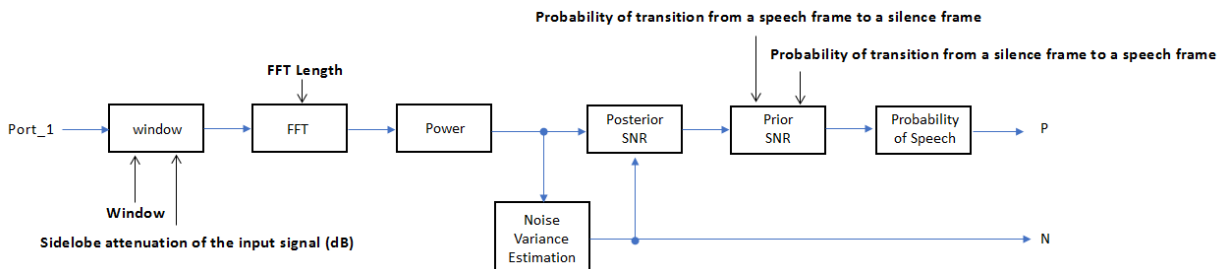 Probability of transition from a speech frame to a silence frame
Probability of transition from a silence frame to a speech frame
FFT Length
Port_1
window
FFT
Power
Posterior
SNR
Prior
SNR
Probability
of Speech
P
Window
Sidelobe attenuation of the input signal (dB)
Noise
Variance
Estimation
N